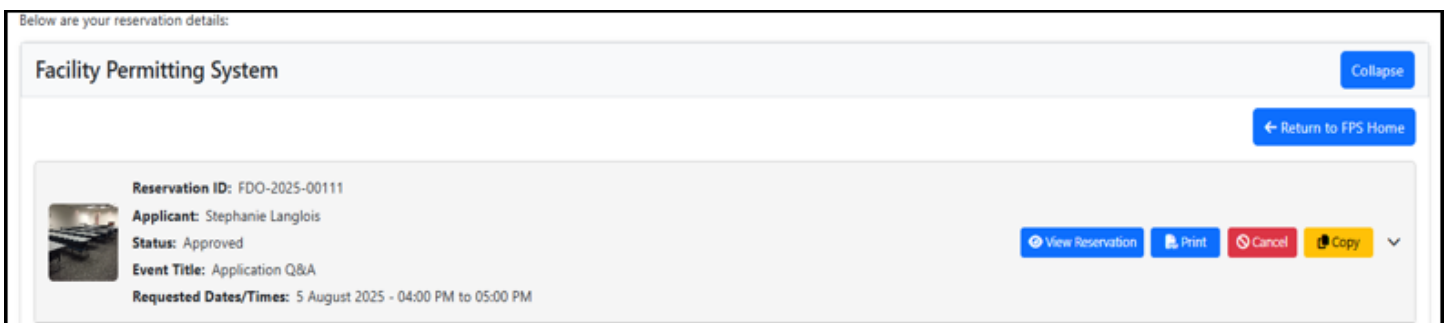 Below are your reservation details:
Facility Permitting System
Collapse
← Return to FPS Home
Reservation ID: FDO-2025-00111
Applicant: Stephanie Langlois
Status: Approved
Event Title: Application Q&A
Requested Dates/Times: 5 August 2025 - 04:00 PM to 05:00 PM
View Reservation
Print
Cancel
Copy